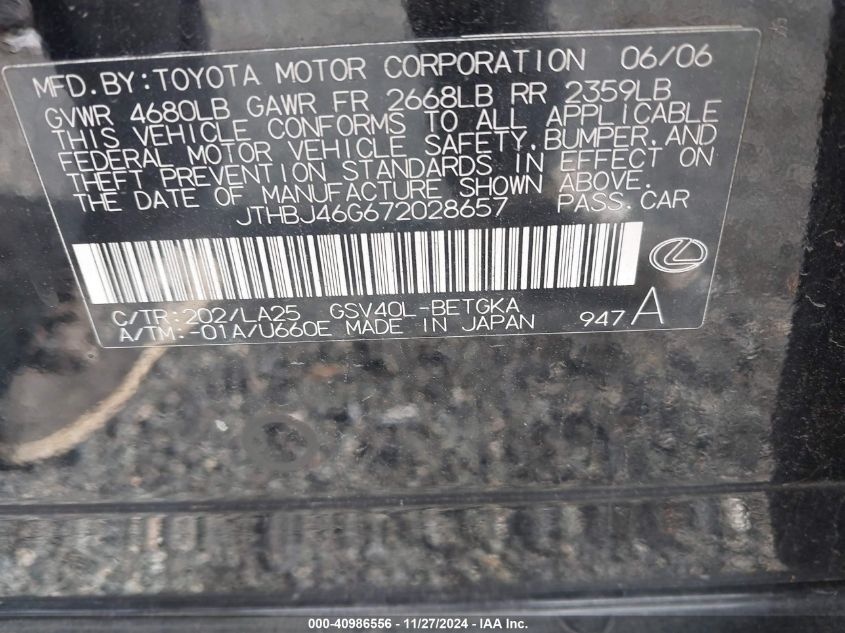 MFD.BY:TOYOTA MOTOR CORPORATION 06/06
GVWR 4680LB GAWR FR 2668LB RR 2359LB
THIS VEHICLE CONFORMS TO ALL APPLICABLE
FEDERAL MOTOR VEHICLE SAFETY,BUMPER,AND
THEFT PREVENTION STANDARDS IN EFFECT ON
THE DATE OF MANUFACTURE SHOWN ABOVE.
JTHBJ46G672028657 PASS.CAR
C/TR:202/LA25 GSV40L-BETGKA
A/TM:-01A/U660E MADE IN JAPAN 947 A
000-40986556 - 11/27/2024 - IAA Inc.